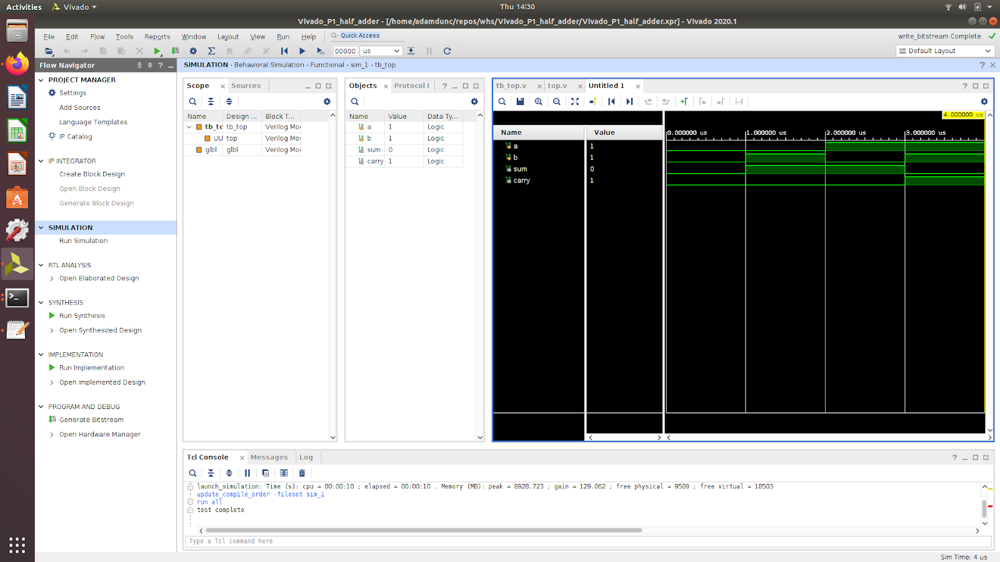 Activities
Vivado
Thu 14:30
Vivado_P1_half_adder - [/home/adamdunc/repos/whs/Vivado_P1_half_adder/Vivado_P1_half_adder.xpr] - Vivado 2020.1
File Edit Flow Tools Reports Window Layout View Run Help Quick Access
write_bitstream Complete
00000 us
Default Layout
Flow Navigator
SIMULATION - Behavioral Simulation - Functional - sim_1 - tb_top
PROJECT MANAGER
Settings
Add Sources
Language Templates
IP Catalog
IP INTEGRATOR
Create Block Design
Open Block Design
Generate Block Design
SIMULATION
Run Simulation
RTL ANALYSIS
Open Elaborated Design
SYNTHESIS
Run Synthesis
Open Synthesized Design
IMPLEMENTATION
Run Implementation
Open Implemented Design
PROGRAM AND DEBUG
Generate Bitstream
Open Hardware Manager
Scope Sources
Name Design ... Block T...
tb_tc tb_top Verilog Mo
UU top Verilog Mo
glbl glbl Verilog Mo
Objects Protocol I
Name Value Data Ty...
a 1 Logic
b 1 Logic
sum 0 Logic
carry 1 Logic
tb_top.v top.v Untitled 1
4.000000 us
Name Value
0.000000 us 1.000000 us 2.000000 us 3.000000 us
a 1
b 1
sum 0
carry 1
Tcl Console Messages Log
launch_simulation: Time (s): cpu = 00:00:10 ; elapsed = 00:00:10 . Memory (MB): peak = 8928.723 ; gain = 129.062 ; free physical = 9509 ; free virtual = 18503
update_compile_order -fileset sim_1
run all
test complete
Type a Tcl command here
Sim Time: 4 us